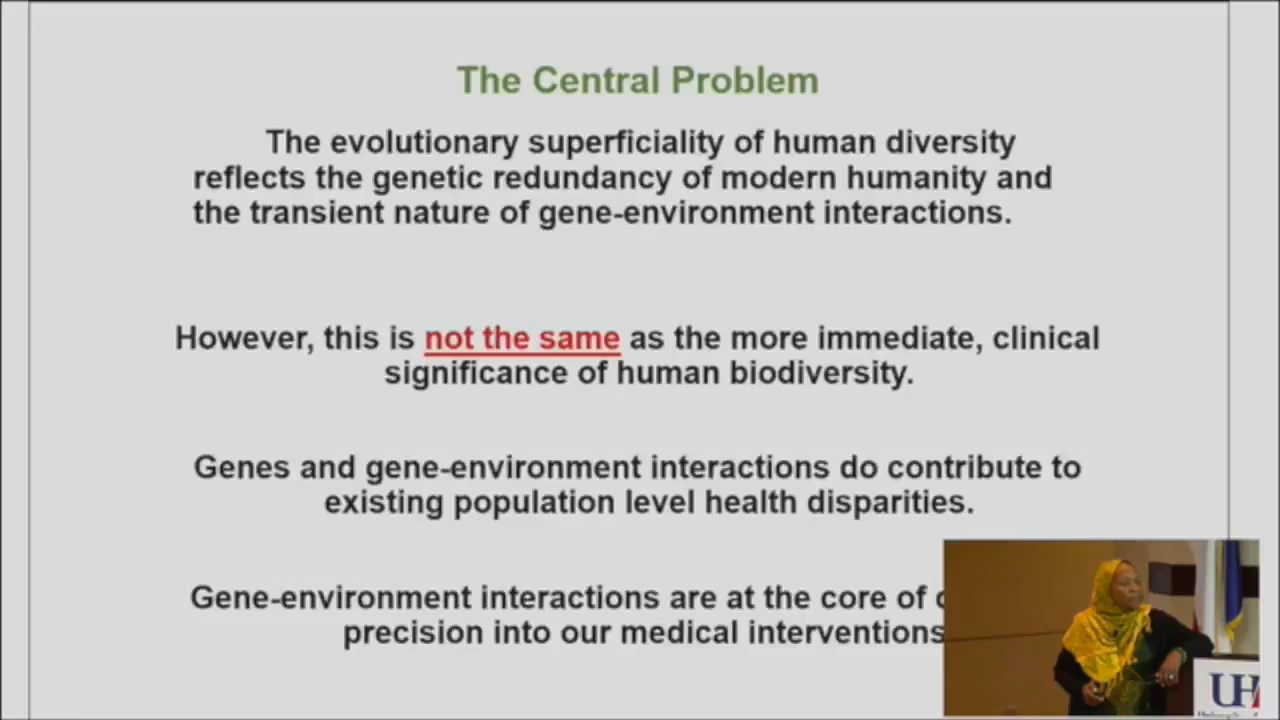 The Central Problem
The evolutionary superficiality of human diversity
reflects the genetic redundancy of modern humanity and
the transient nature of gene-environment interactions.
However, this is not the same as the more immediate, clinical
significance of human biodiversity.
Genes and gene-environment interactions do contribute to
existing population level health disparities.
Gene-environment interactions are at the core of
precision into our medical interventions
UH